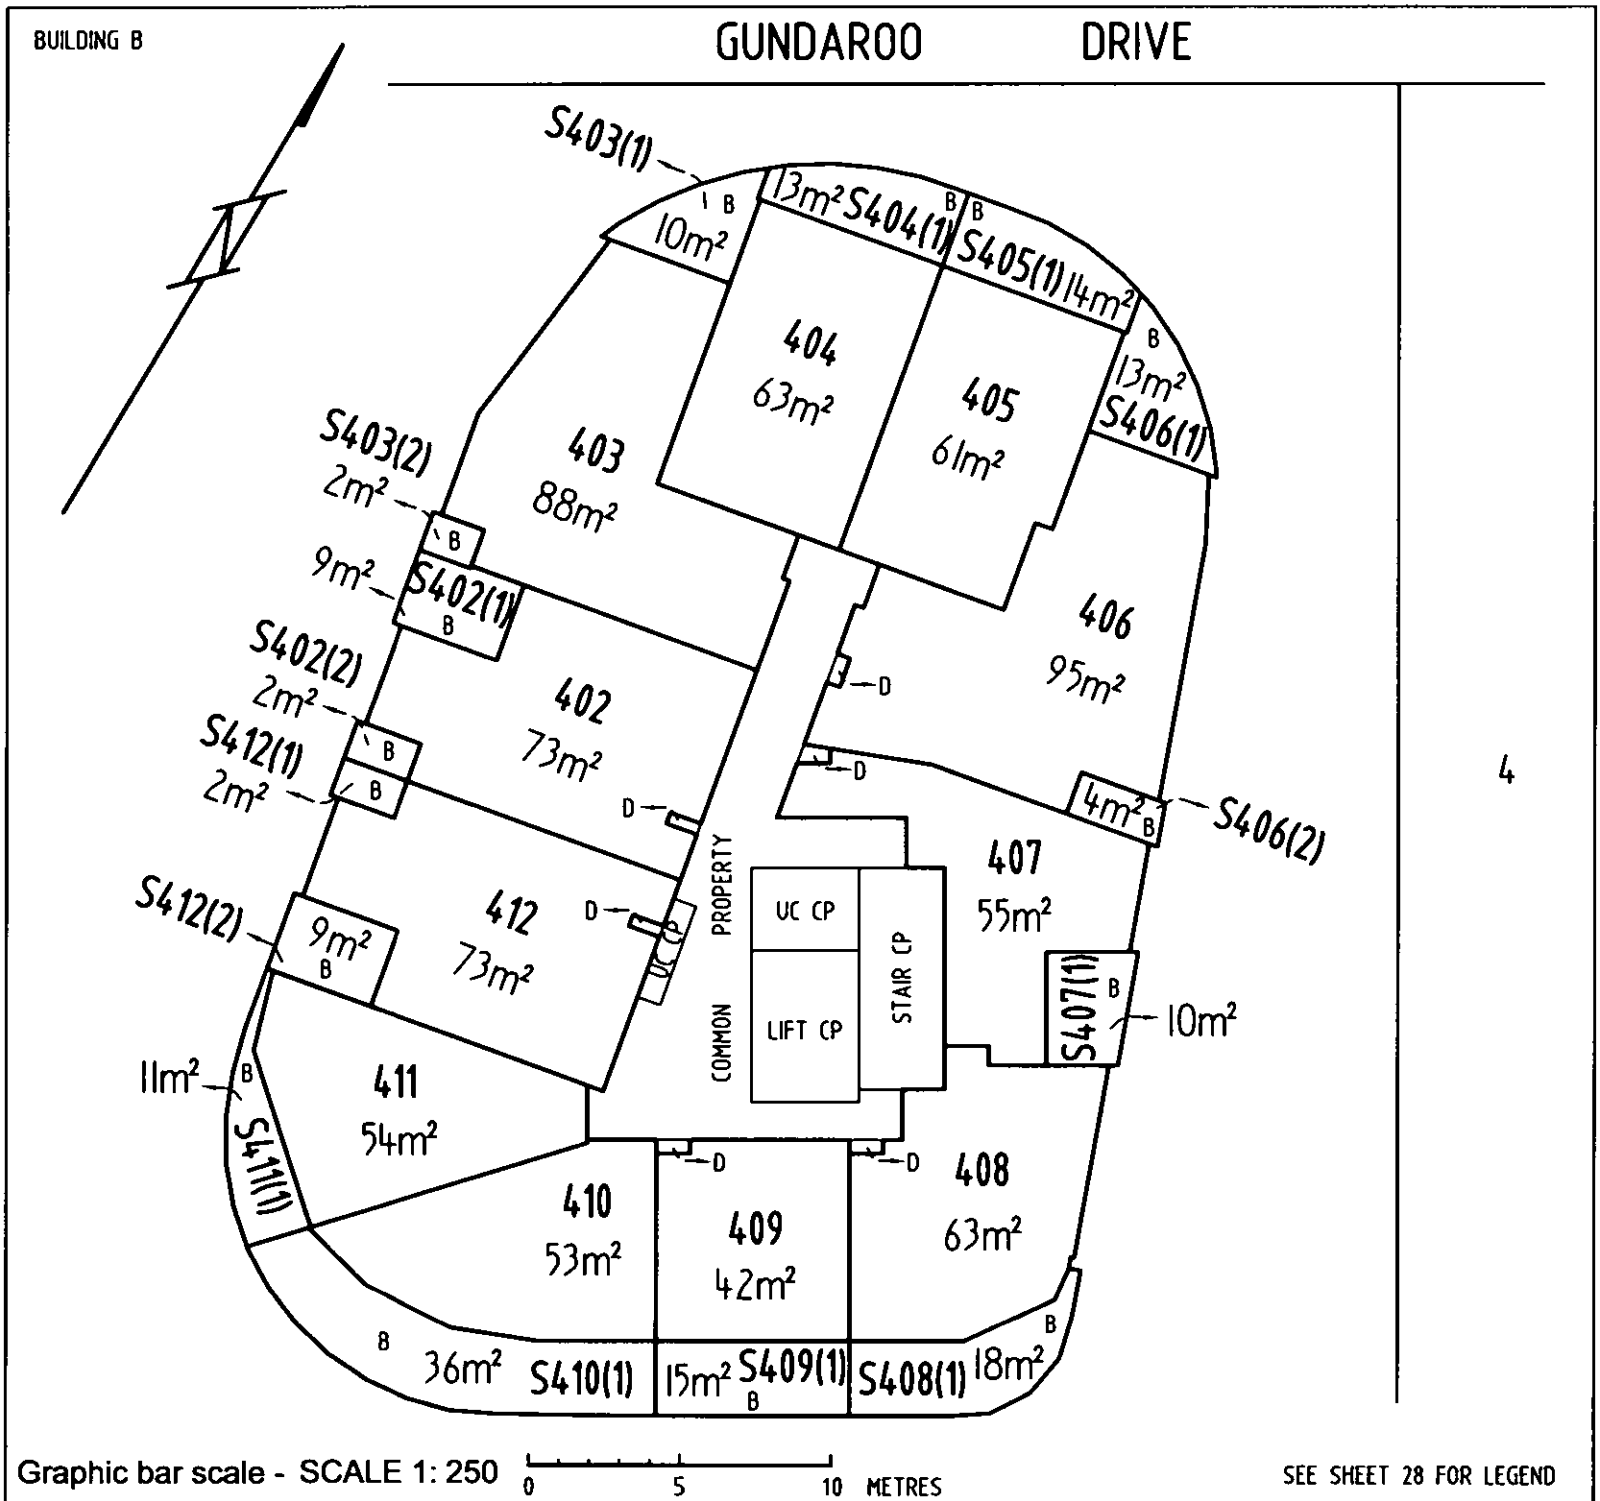 BUILDING B
GUNDAROO DRIVE
S403(1)
B
10m²
13m² S404(1)
B
B
S405(1) 14m²
B
13m²
S406(1)
404
63m²
405
61m²
403
88m²
S403(2)
2m²
B
9m²
S402(1)
B
406
95m²
D
S402(2)
2m²
B
402
73m²
D
S412(1)
2m²
B
D
4
4m²
B
S406(2)
407
55m²
COMMON PROPERTY
UC CP
STAIR CP
LIFT CP
UC CP
D
412
73m²
S412(2)
9m²
B
S407(1)
B
10m²
411
54m²
11m²
B
S411(1)
D
D
408
63m²
410
53m²
409
42m²
B
36m²
S410(1)
15m² S409(1)
B
S408(1) 18m²
B
Graphic bar scale - SCALE 1: 250
0 5 10 METRES
SEE SHEET 28 FOR LEGEND